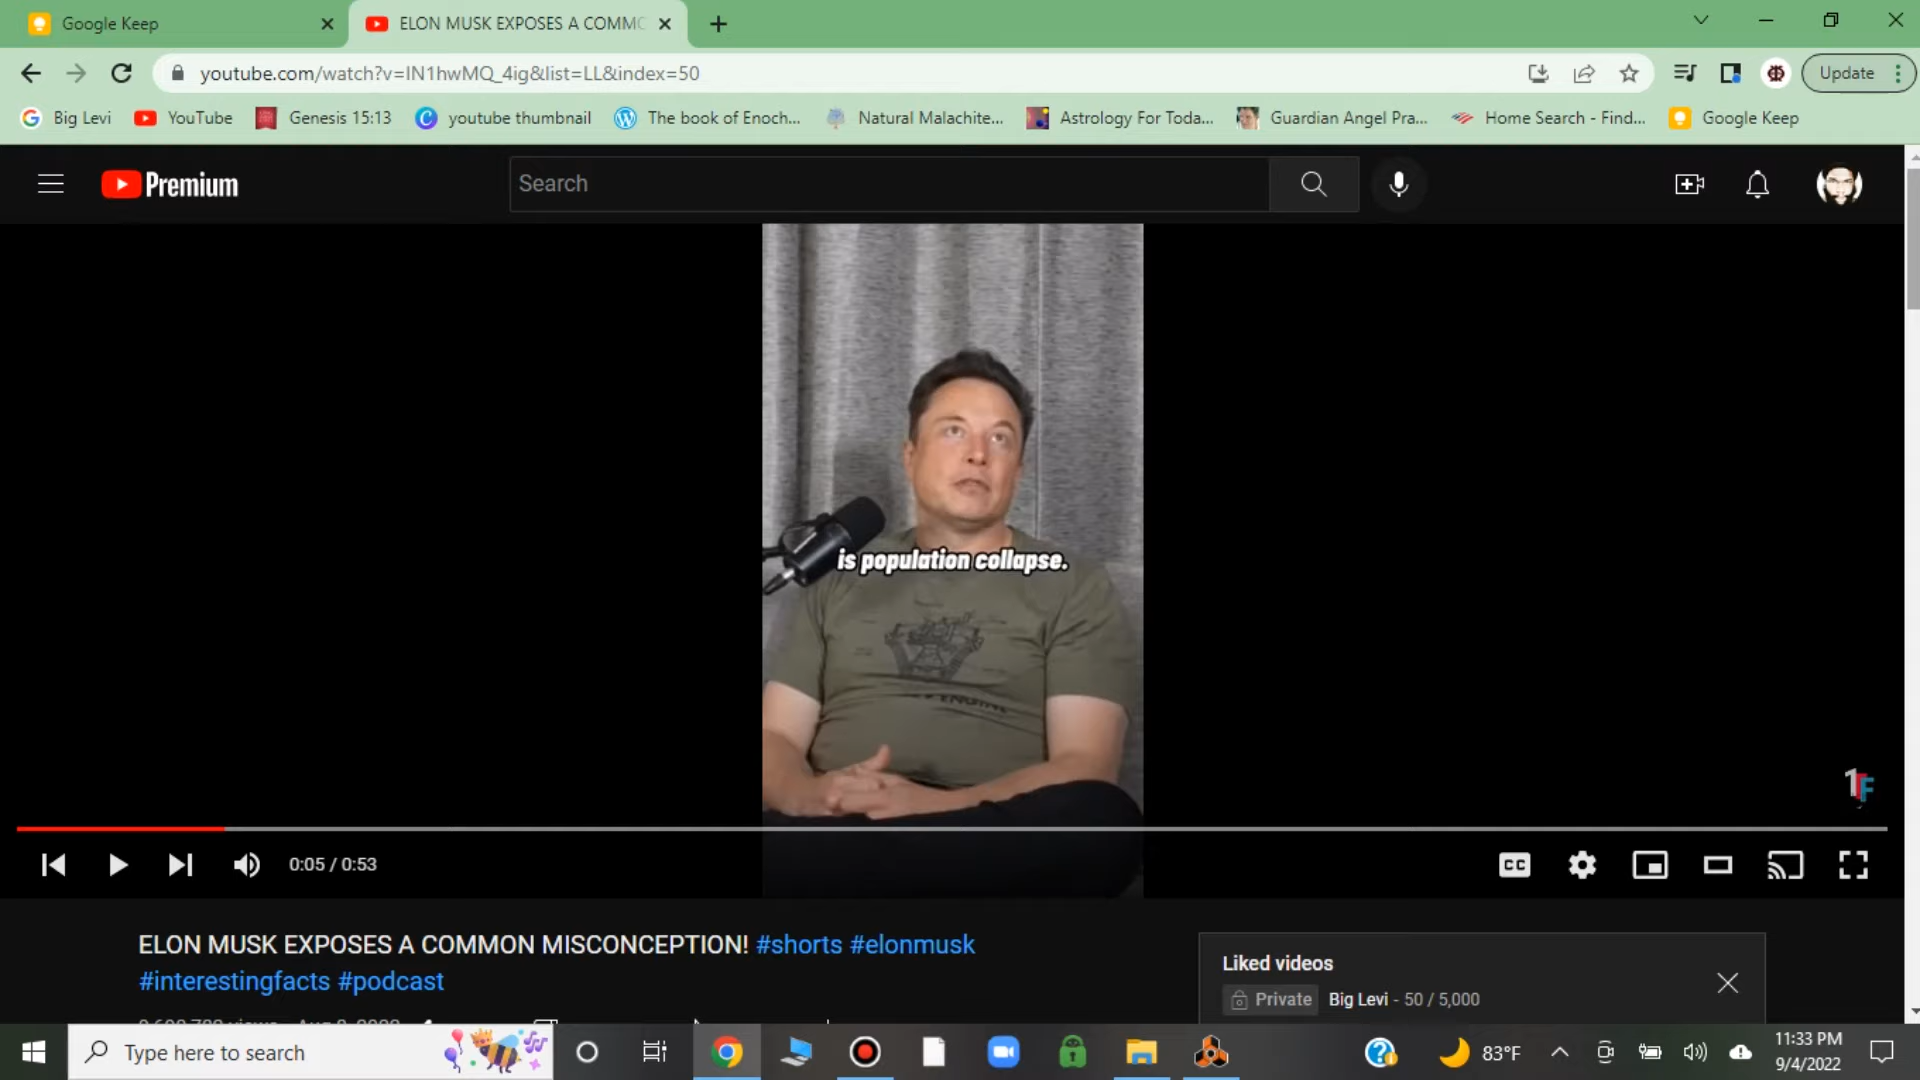 Google Keep
ELON MUSK EXPOSES A COMMO
youtube.com/watch?v=IN1hwMQ_4ig&list=LL&index=50
Update
Big Levi
YouTube
Genesis 15:13
youtube thumbnail
The book of Enoch...
Natural Malachite...
Astrology For Toda...
Guardian Angel Pra...
Home Search - Find...
Google Keep
Premium
Search
is population collapse.
ENGINE
1F
0:05 / 0:53
CC
ELON MUSK EXPOSES A COMMON MISCONCEPTION! #shorts #elonmusk
#interestingfacts #podcast
Liked videos
Private Big Levi - 50 / 5,000
Type here to search
83°F
11:33 PM
9/4/2022